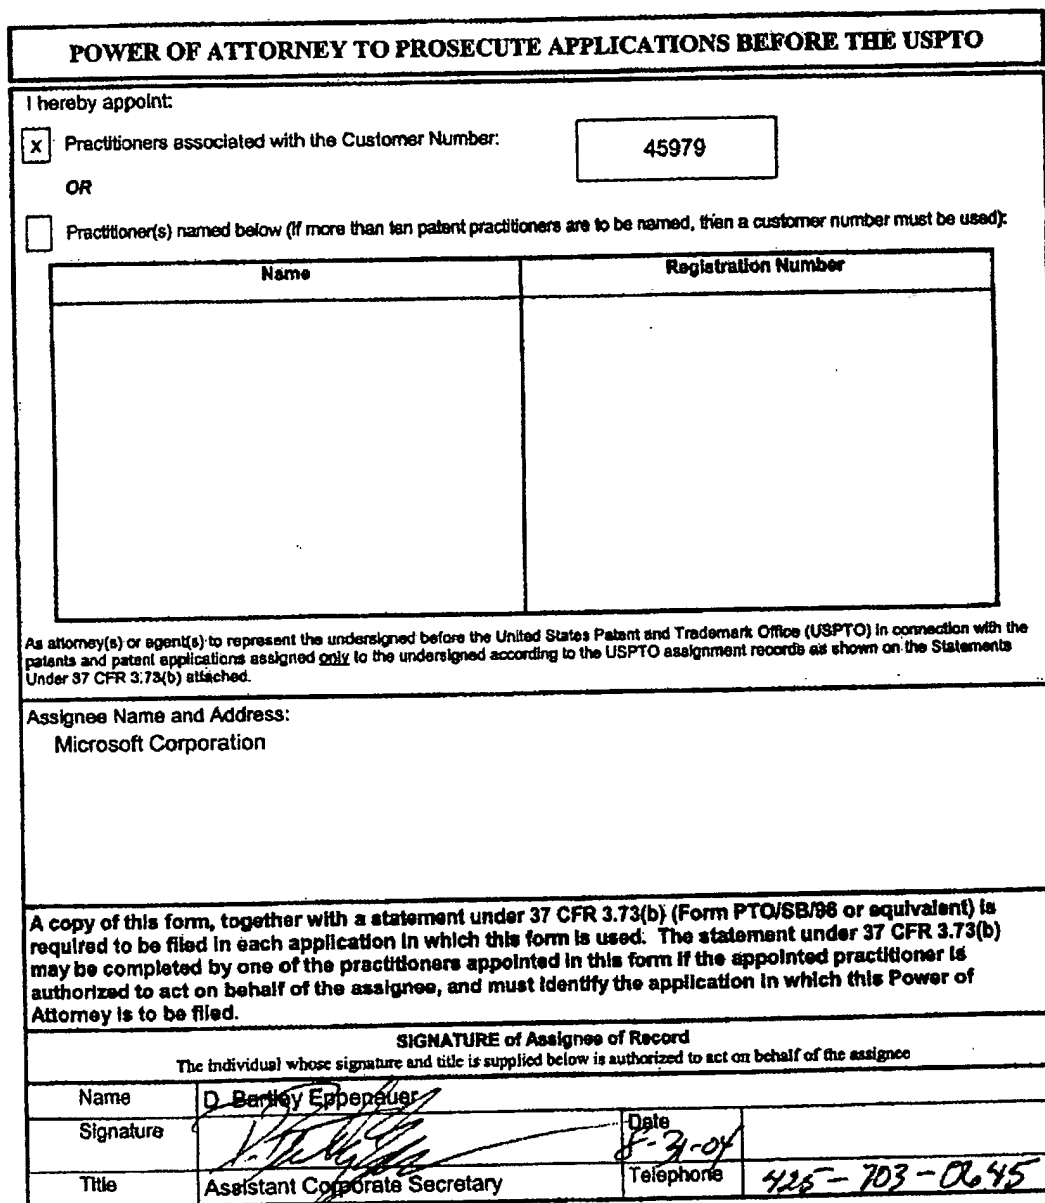 POWER OF ATTORNEY TO PROSECUTE APPLICATIONS BEFORE THE USPTO
I hereby appoint:
x Practitioners associated with the Customer Number: 45979
OR
Practitioner(s) named below (if more than ten patent practitioners are to be named, then a customer number must be used):
Name Registration Number
As attorney(s) or agent(s) to represent the undersigned before the United States Patent and Trademark Office (USPTO) in connection with the
patents and patent applications assigned only to the undersigned according to the USPTO assignment records as shown on the Statements
Under 37 CFR 3.73(b) attached.
Assignee Name and Address:
Microsoft Corporation
A copy of this form, together with a statement under 37 CFR 3.73(b) (Form PTO/SB/96 or equivalent) is
required to be filed in each application in which this form is used. The statement under 37 CFR 3.73(b)
may be completed by one of the practitioners appointed in this form if the appointed practitioner is
authorized to act on behalf of the assignee, and must identify the application in which this Power of
Attorney is to be filed.
SIGNATURE of Assignee of Record
The individual whose signature and title is supplied below is authorized to act on behalf of the assignee
Name D. Bartley Eppenauer
Signature Date
8-31-04
Title Assistant Corporate Secretary Telephone 425-703-0645